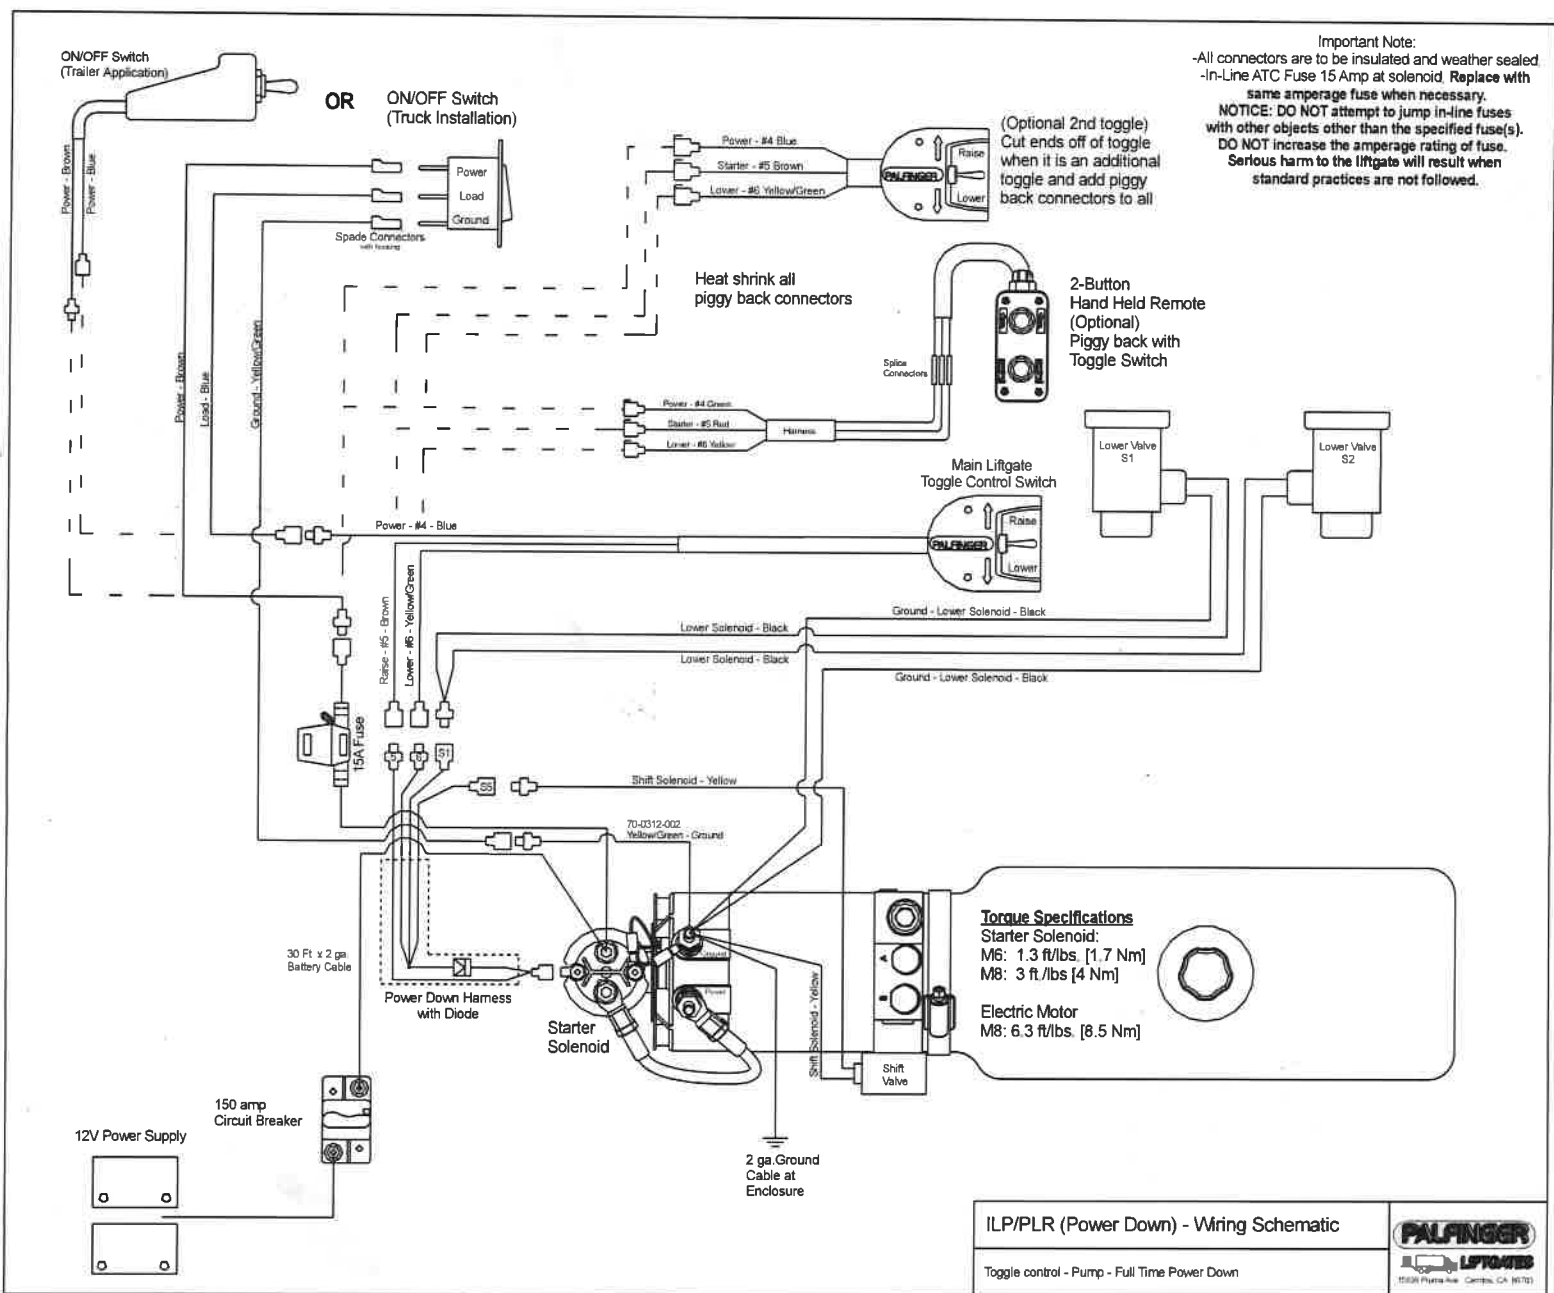 ON/OFF Switch
(Trailer Application)
OR
ON/OFF Switch
(Truck Installation)
Important Note:
-All connectors are to be insulated and weather sealed
-In-Line ATC Fuse 15 Amp at solenoid. Replace with
same amperage fuse when necessary.
NOTICE: DO NOT attempt to jump in-line fuses
with other objects other than the specified fuse(s).
DO NOT increase the amperage rating of fuse.
Serious harm to the liftgate will result when
standard practices are not followed.
Power - Brown
Power - Blue
Power
Load
Ground
Spade Connectors
with housing
Power - #4 Blue
Starter - #5 Brown
Lower - #6 Yellow/Green
PALFINGER
Raise
Lower
(Optional 2nd toggle)
Cut ends off of toggle
when it is an additional
toggle and add piggy
back connectors to all
Heat shrink all
piggy back connectors
2-Button
Hand Held Remote
(Optional)
Piggy back with
Toggle Switch
Splice
Connectors
Power - Brown
Load - Blue
Ground - Yellow/Green
Power - #4 Green
Starter - #5 Red
Lower - #6 Yellow
Harness
Lower Valve
S1
Lower Valve
S2
Main Liftgate
Toggle Control Switch
Power - #4 - Blue
PALFINGER
Raise
Lower
Raise - #5 - Brown
Lower - #6 - Yellow/Green
Ground - Lower Solenoid - Black
Lower Solenoid - Black
Lower Solenoid - Black
Ground - Lower Solenoid - Black
15A Fuse
5
6
S1
S5
Shift Solenoid - Yellow
70-0312-002
Yellow/Green - Ground
30 Ft x 2 ga.
Battery Cable
Power Down Harness
with Diode
Starter
Solenoid
Ground
Power
Shift Solenoid - Yellow
A
B
Shift
Valve
Torque Specifications
Starter Solenoid:
M6: 1.3 ft/lbs. [1.7 Nm]
M8: 3 ft/lbs [4 Nm]
Electric Motor
M8: 6.3 ft/lbs. [8.5 Nm]
150 amp
Circuit Breaker
12V Power Supply
2 ga.Ground
Cable at
Enclosure
ILP/PLR (Power Down) - Wiring Schematic
Toggle control - Pump - Full Time Power Down
PALFINGER
LIFTGATES
Cerritos, CA 90703